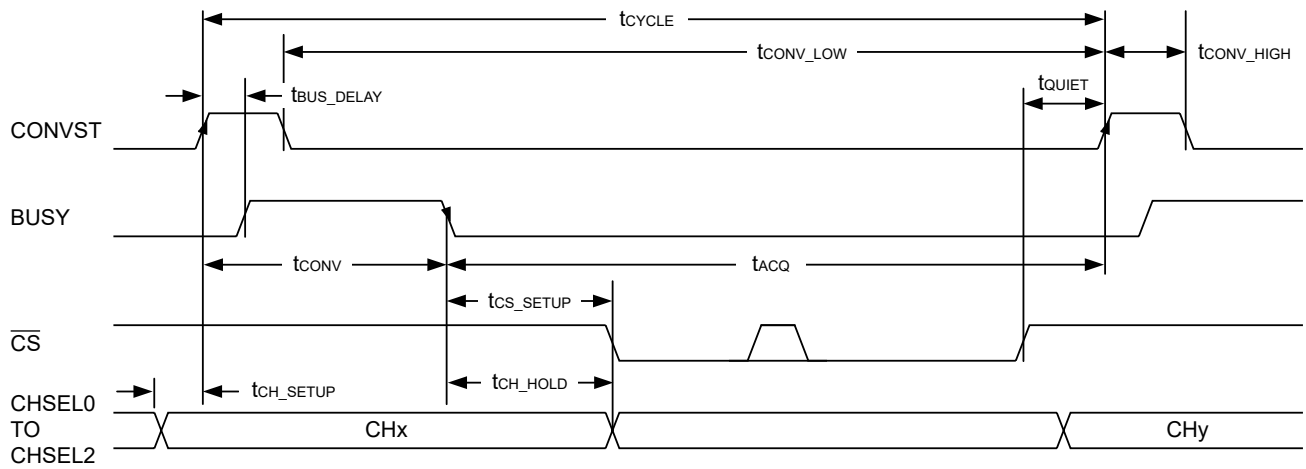 tCYCLE
tCONV_LOW
tCONV_HIGH
tBUS_DELAY
tQUIET
CONVST
BUSY
tCONV
tACQ
tCS_SETUP
CS
tCH_SETUP
tCH_HOLD
CHSEL0
TO
CHSEL2
CHx
CHy